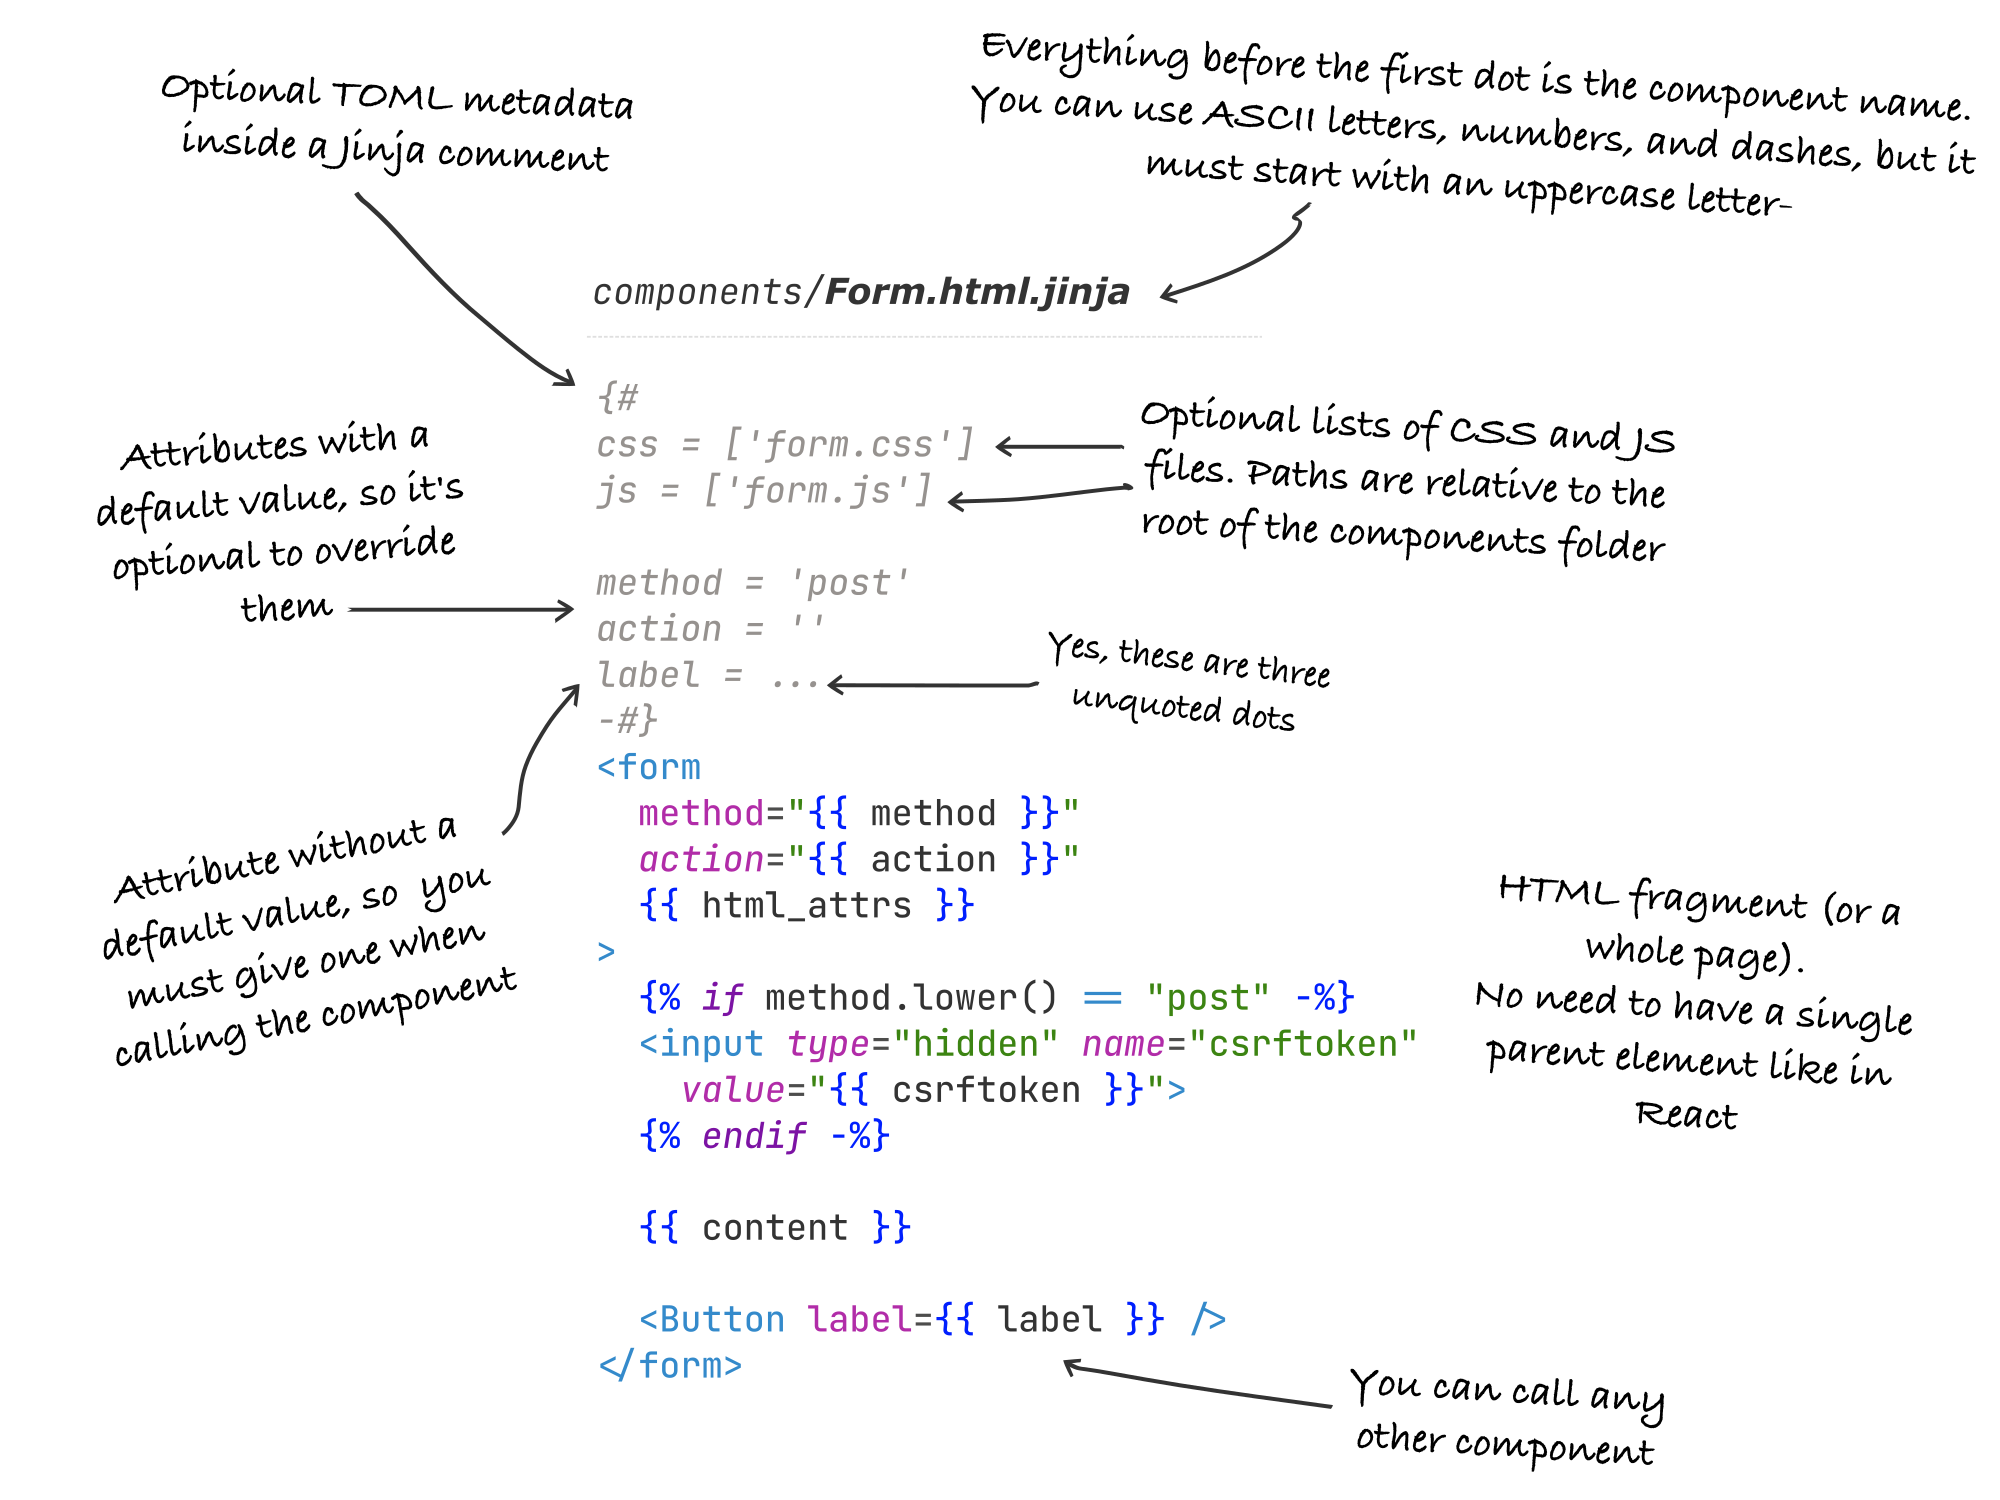 Everything before the first dot is the component name.
You can use ASCII letters, numbers, and dashes, but it
must start with an uppercase letter-
Optional TOML metadata
inside a Jinja comment
components/Form.html.jinja
{#
css = ['form.css']
js = ['form.js']
Optional lists of CSS and JS
files. Paths are relative to the
root of the components folder
Attributes with a
default value, so it's
optional to override
them
method = 'post'
action = ''
label = ...
-#}
Yes, these are three
unquoted dots
Attribute without a
default value, so you
must give one when
calling the component
<form
method="{{ method }}"
action="{{ action }}"
{{ html_attrs }}
>
{% if method.lower() == "post" -%}
<input type="hidden" name="csrftoken"
value="{{ csrftoken }}">
{% endif -%}
HTML fragment (or a
whole page).
No need to have a single
parent element like in
React
{{ content }}
<Button label={{ label }} />
</form>
You can call any
other component